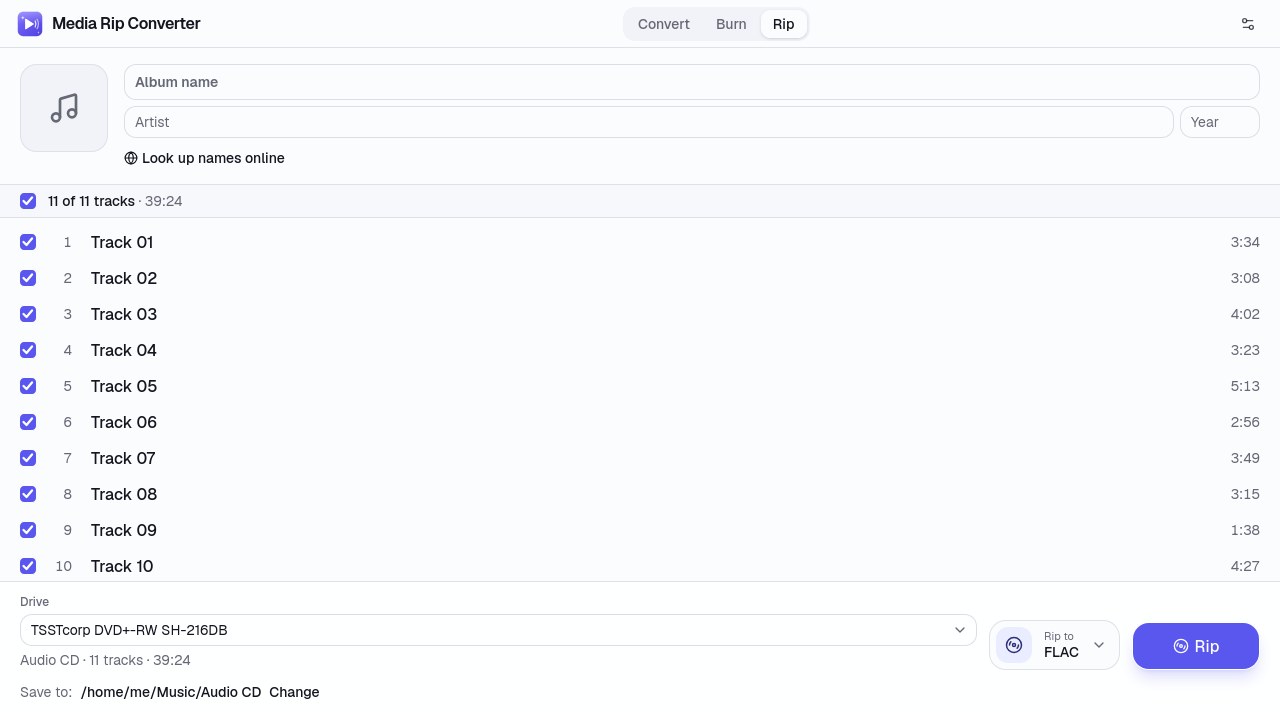 Media Rip Converter
Convert Burn Rip
Album name
Artist Year
Look up names online
11 of 11 tracks · 39:24
1 Track 01 3:34
2 Track 02 3:08
3 Track 03 4:02
4 Track 04 3:23
5 Track 05 5:13
6 Track 06 2:56
7 Track 07 3:49
8 Track 08 3:15
9 Track 09 1:38
10 Track 10 4:27
Drive
TSSTcorp DVD+-RW SH-216DB
Audio CD · 11 tracks · 39:24
Rip to
FLAC
Rip
Save to: /home/me/Music/Audio CD Change